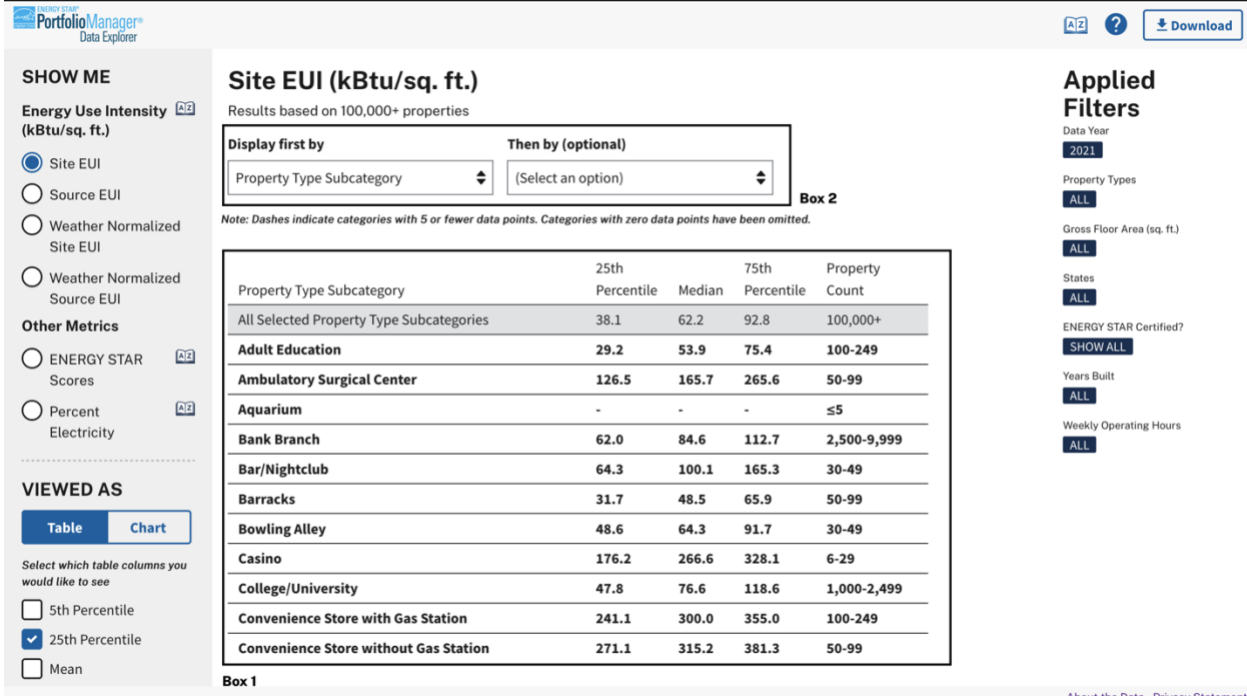 ENERGY STAR®
PortfolioManager®
Data Explorer
A Z
?
Download
SHOW ME
Energy Use Intensity A Z
(kBtu/sq. ft.)
Site EUI
Source EUI
Weather Normalized
Site EUI
Weather Normalized
Source EUI
Other Metrics
ENERGY STAR A Z
Scores
Percent A Z
Electricity
VIEWED AS
Table Chart
Select which table columns you
would like to see
5th Percentile
25th Percentile
Mean
Site EUI (kBtu/sq. ft.)
Results based on 100,000+ properties
Display first by Then by (optional)
Property Type Subcategory (Select an option)
Box 2
Note: Dashes indicate categories with 5 or fewer data points. Categories with zero data points have been omitted.
25th 75th Property
Property Type Subcategory Percentile Median Percentile Count
All Selected Property Type Subcategories 38.1 62.2 92.8 100,000+
Adult Education 29.2 53.9 75.4 100-249
Ambulatory Surgical Center 126.5 165.7 265.6 50-99
Aquarium - - - ≤5
Bank Branch 62.0 84.6 112.7 2,500-9,999
Bar/Nightclub 64.3 100.1 165.3 30-49
Barracks 31.7 48.5 65.9 50-99
Bowling Alley 48.6 64.3 91.7 30-49
Casino 176.2 266.6 328.1 6-29
College/University 47.8 76.6 118.6 1,000-2,499
Convenience Store with Gas Station 241.1 300.0 355.0 100-249
Convenience Store without Gas Station 271.1 315.2 381.3 50-99
Box 1
Applied
Filters
Data Year
2021
Property Types
ALL
Gross Floor Area (sq. ft.)
ALL
States
ALL
ENERGY STAR Certified?
SHOW ALL
Years Built
ALL
Weekly Operating Hours
ALL
About the Data Privacy Statement